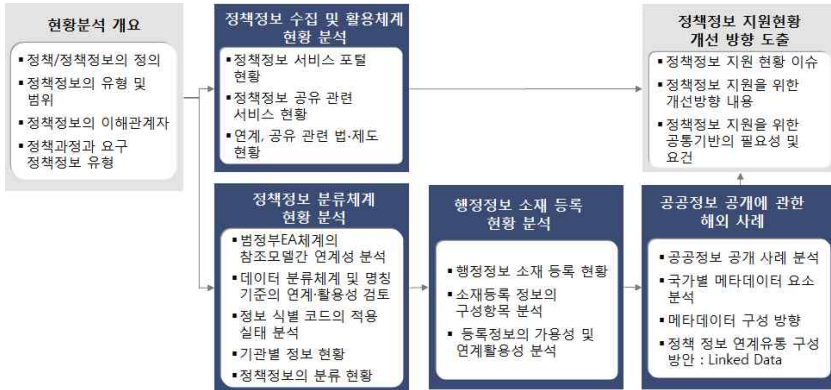 현황분석 개요
▪ 정책/정책정보의 정의
▪ 정책정보의 유형 및
범위
▪ 정책정보의 이해관계자
▪ 정책과정과 요구
정책정보 유형
정책정보 수집 및 활용체계
현황 분석
▪ 정책정보 서비스 포털
현황
▪ 정책정보 공유 관련
서비스 현황
▪ 연계, 공유 관련 법·제도
현황
정책정보 지원현황
개선 방향 도출
▪ 정책정보 지원 현황 이슈
▪ 정책정보 지원을 위한
개선방향 내용
▪ 정책정보 지원을 위한
공통기반의 필요성 및
요건
정책정보 분류체계
현황 분석
▪ 범정부EA체계의
참조모델간 연계성 분석
▪ 데이터 분류체계 및 명칭
기준의 연계·활용성 검토
▪ 정보 식별 코드의 적용
실태 분석
▪ 기관별 정보 현황
▪ 정책정보의 분류 현황
행정정보 소재 등록
현황 분석
▪ 행정정보 소재 등록 현황
▪ 소재등록 정보의
구성항목 분석
▪ 등록정보의 가용성 및
연계활용성 분석
공공정보 공개에 관한
해외 사례
▪ 공공정보 공개 사례 분석
▪ 국가별 메타데이터 요소
분석
▪ 메타데이터 구성 방향
▪ 정책 정보 연계유통 구성
방안 : Linked Data